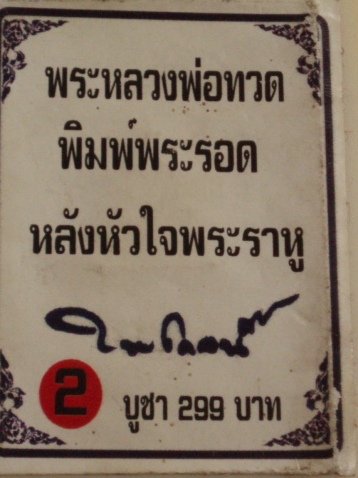 พระหลวงพ่อทวด
พิมพ์พระรอด
หลังหัวใจพระราหู
2 บูชา 299 บาท